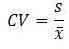 CV = s / x̄